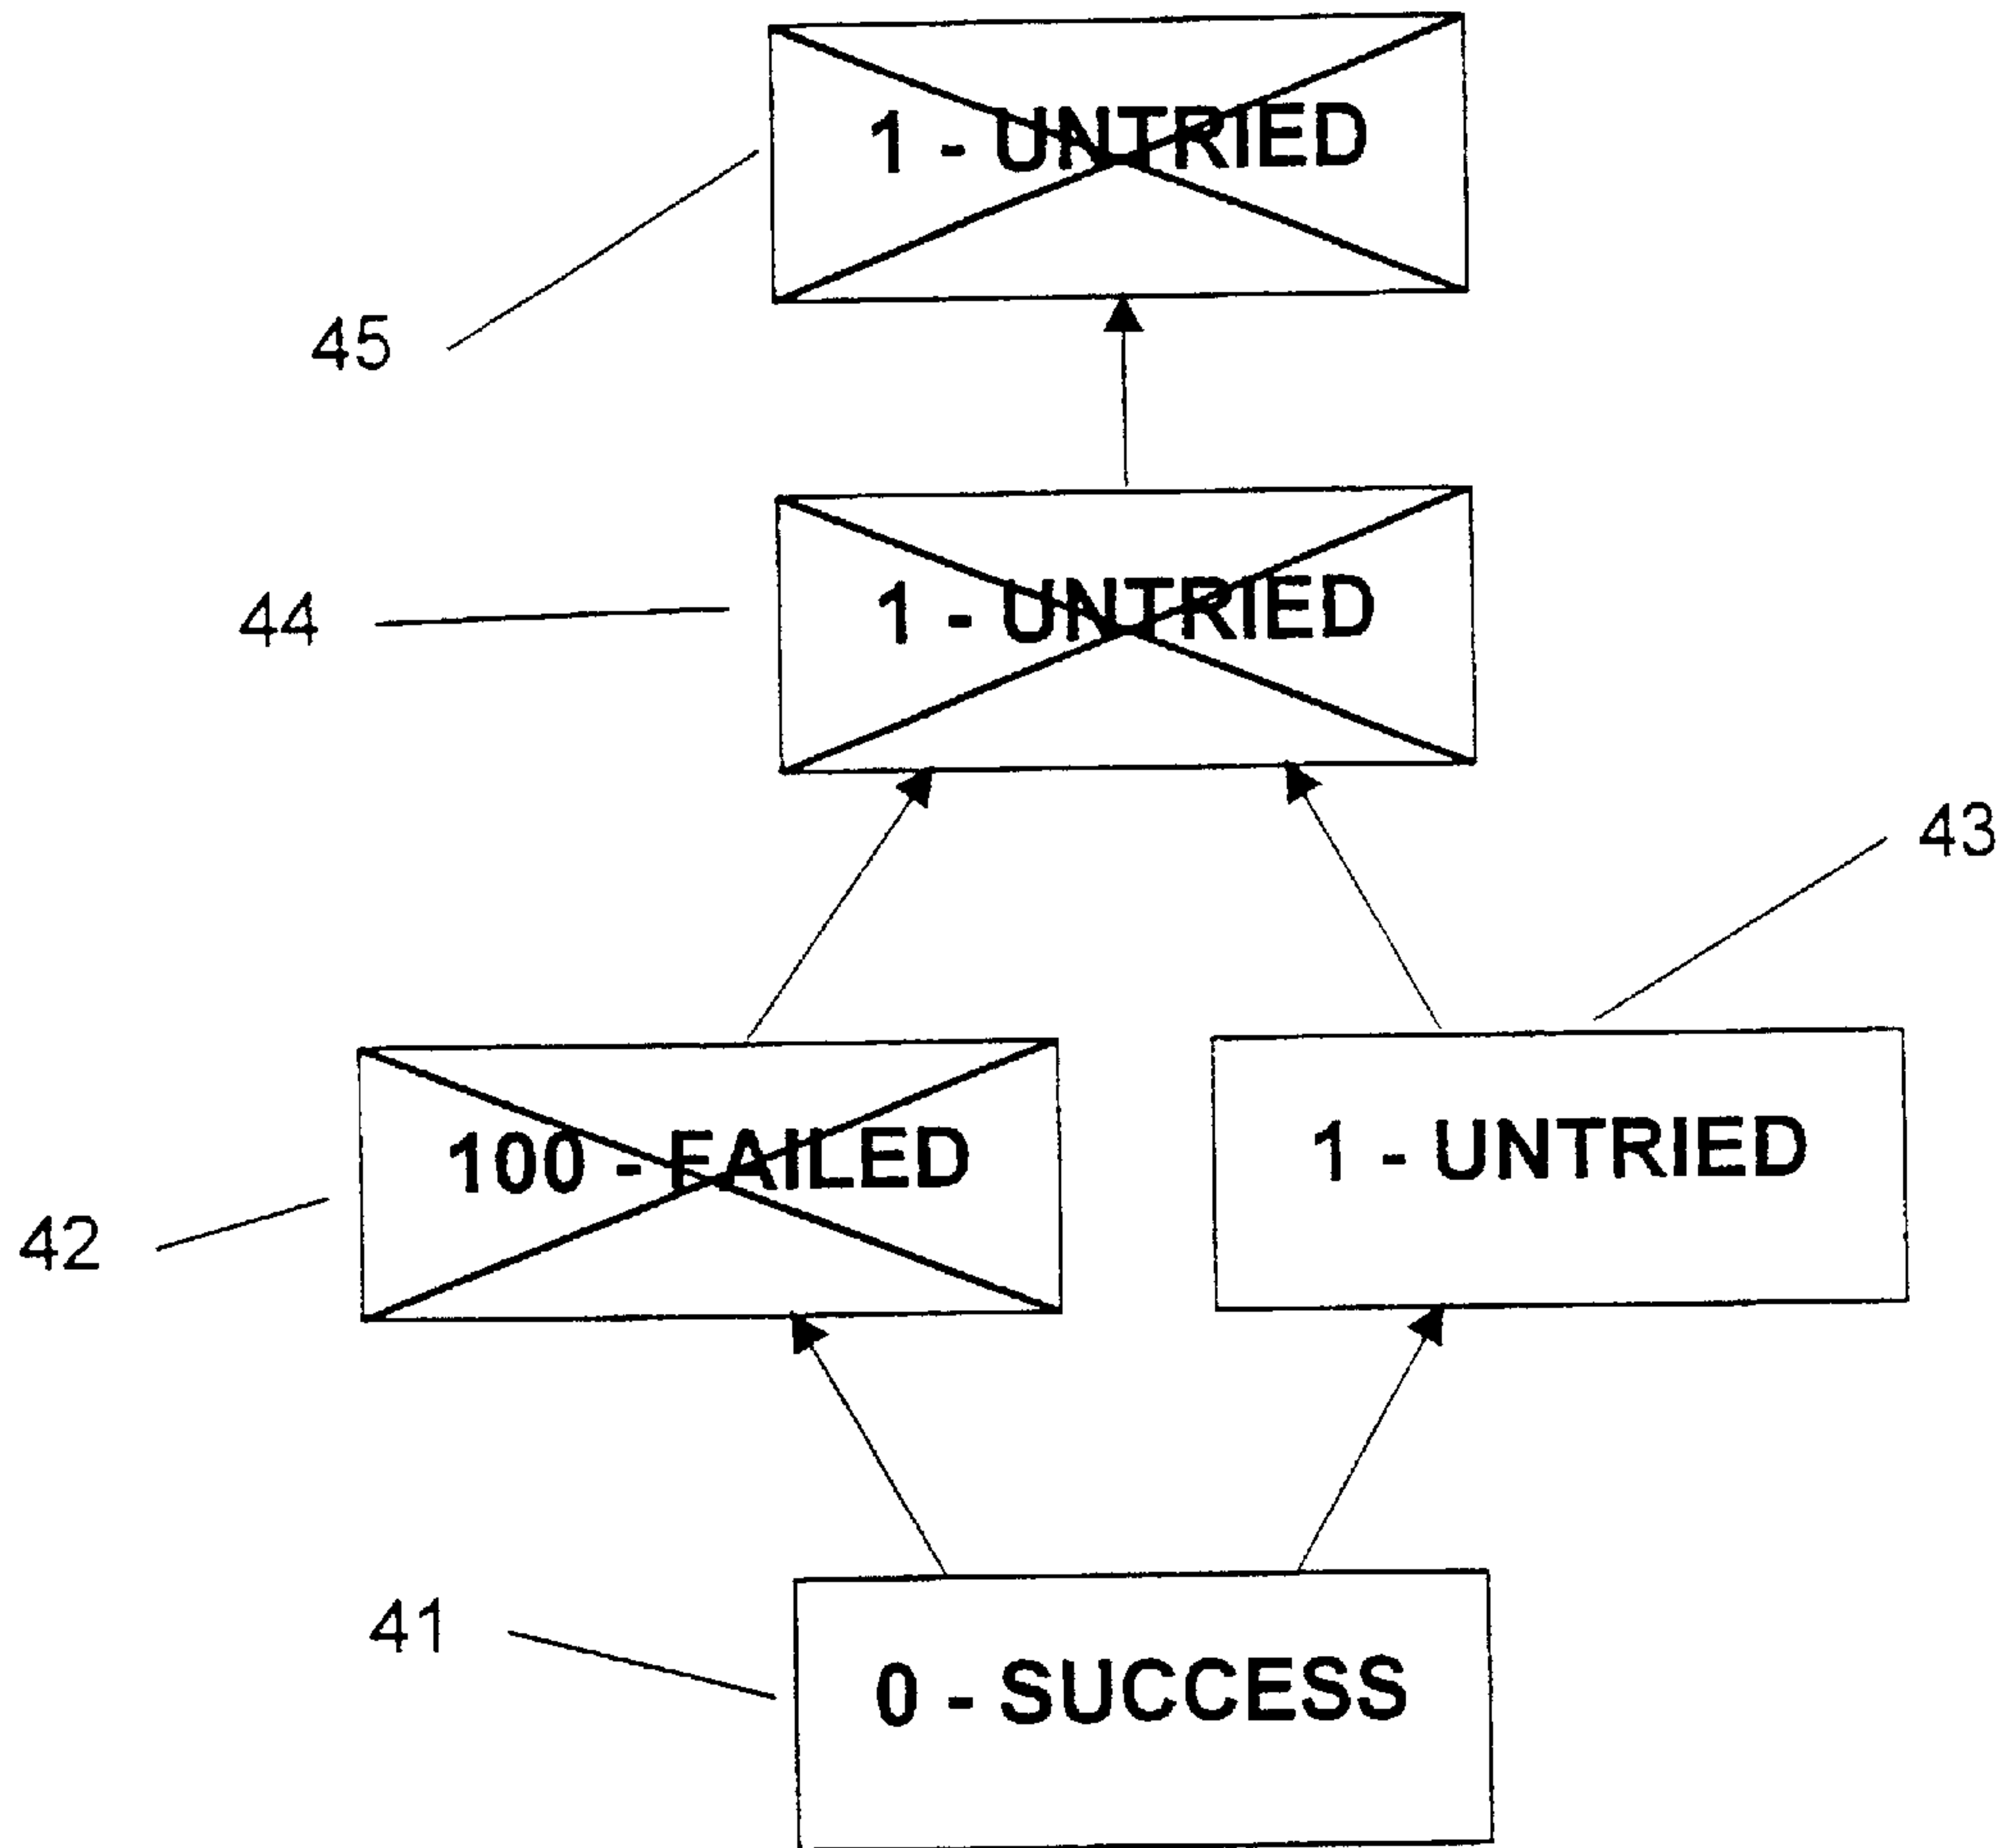 1 - UNTRIED
45
44
1 - UNTRIED
43
100 - FAILED
1 - UNTRIED
42
41
0 - SUCCESS